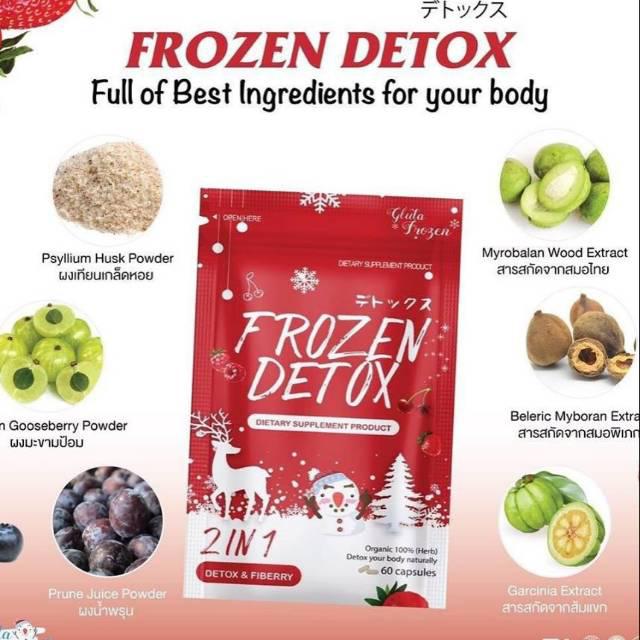 デトックス
FROZEN DETOX
Full of Best Ingredients for your body
OPEN HERE
Gluta
Frozen
DIETARY SUPPLEMENT PRODUCT
デトックス
FROZEN
DETOX
DIETARY SUPPLEMENT PRODUCT
2 IN 1
DETOX & FIBERRY
Organic 100% (Herb)
Detox your body naturally
60 capsules
Psyllium Husk Powder
ผงเทียนเกล็ดหอย
Gooseberry Powder
ผงมะขามป้อม
Prune Juice Powder
ผงน้ำพรุน
Myrobalan Wood Extract
สารสกัดจากสมอไทย
Beleric Myboran Extra
สารสกัดจากสมอพิเภก
Garcinia Extract
สารสกัดจากส้มแขก